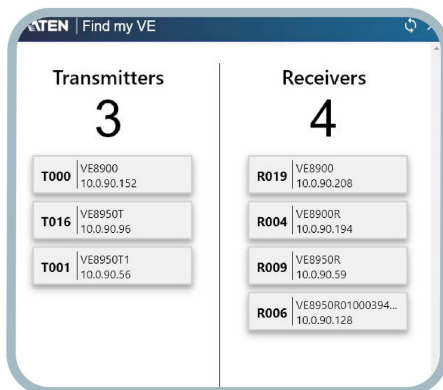 ATEN Find my VE
Transmitters
3
T000 VE8900
10.0.90.152
T016 VE8950T
10.0.90.96
T001 VE8950T1
10.0.90.56
Receivers
4
R019 VE8900
10.0.90.208
R004 VE8900R
10.0.90.194
R009 VE8950R
10.0.90.59
R006 VE8950R01000394...
10.0.90.128